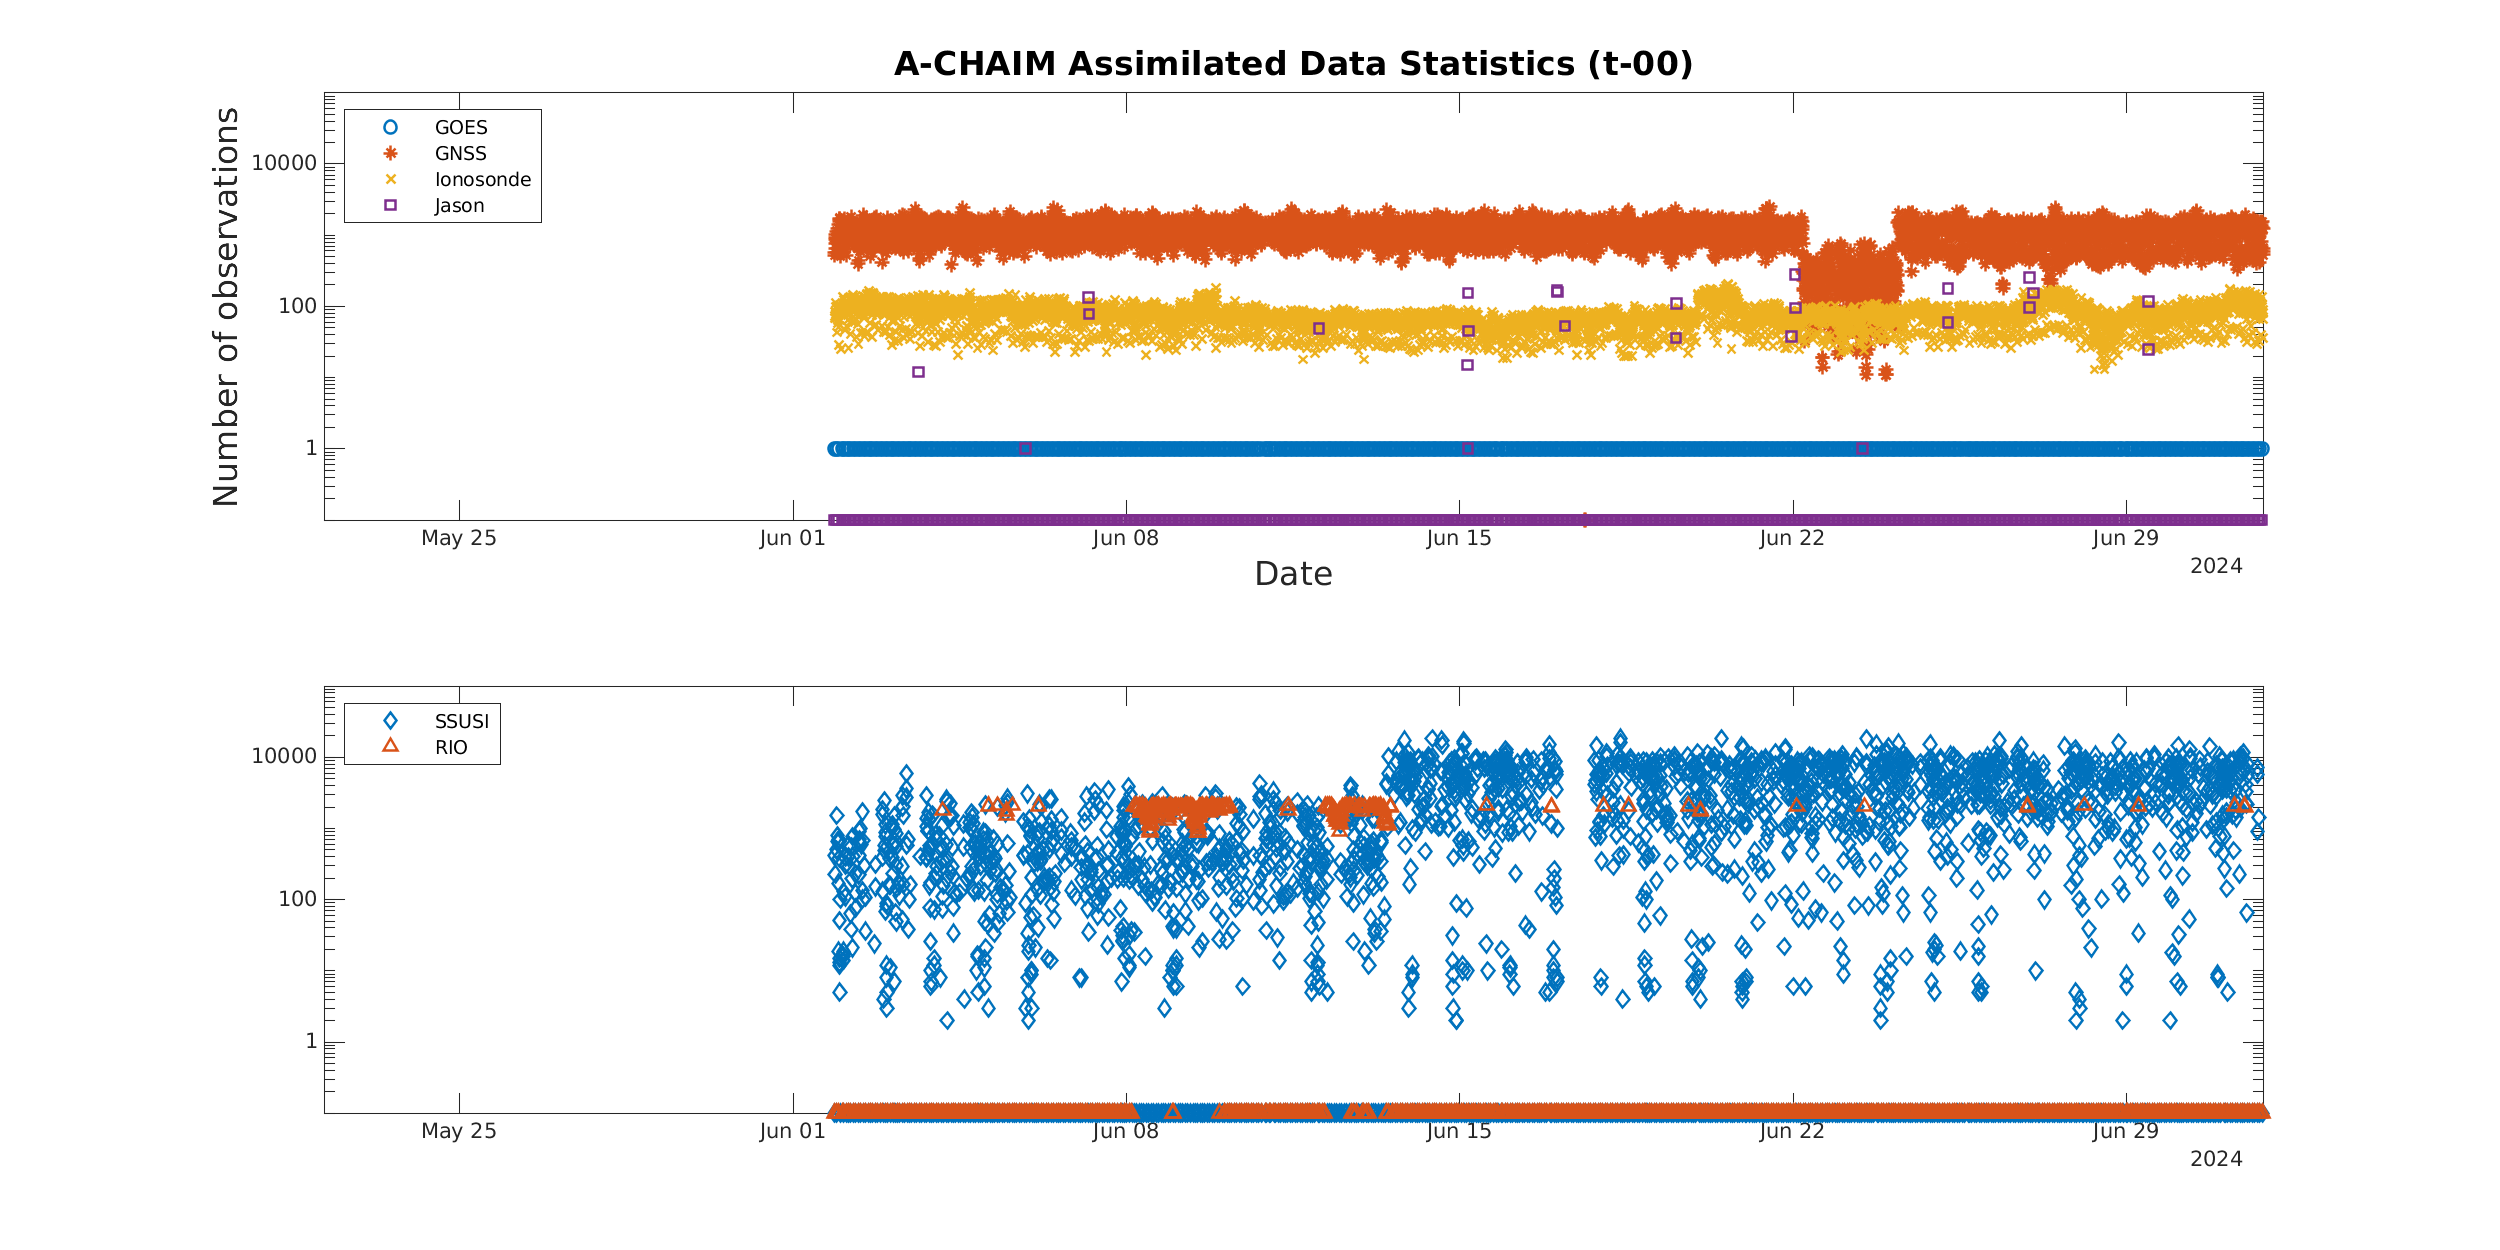 A-CHAIM Assimilated Data Statistics (t-00)
Number of observations
10000
100
1
GOES
GNSS
Ionosonde
Jason
May 25
Jun 01
Jun 08
Jun 15
Jun 22
Jun 29
2024
Date
10000
100
1
SSUSI
RIO
May 25
Jun 01
Jun 08
Jun 15
Jun 22
Jun 29
2024